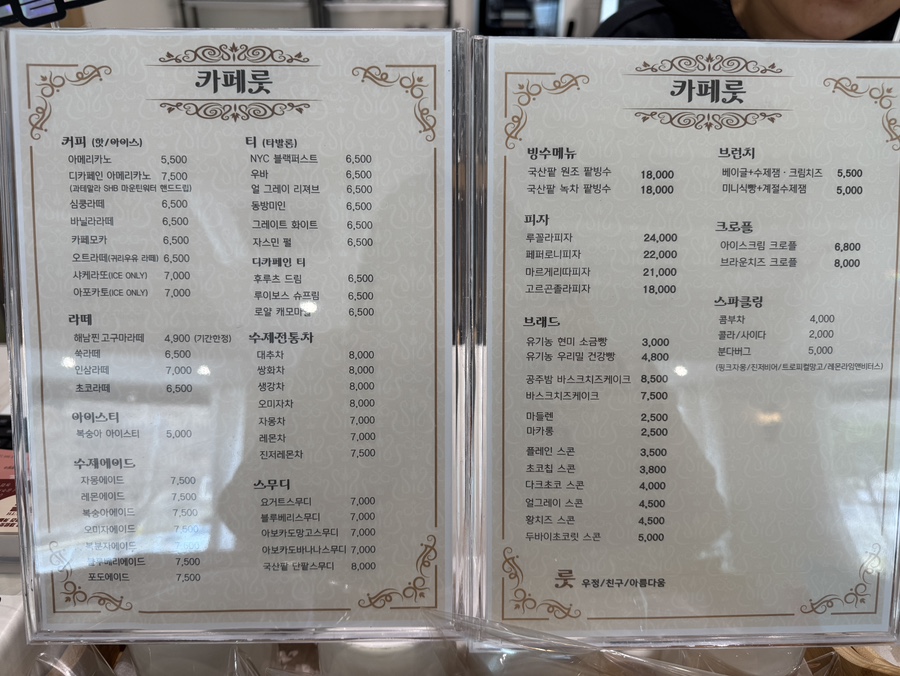 카페룻
커피 (핫/아이스)
아메리카노 5,500
디카페인 아메리카노 7,500
(과테말라 SHB 마운틴워터 핸드드립)
심쿵라떼 6,500
바닐라라떼 6,500
카페모카 6,500
오트라떼(귀리우유 라떼) 6,500
샤케라또(ICE ONLY) 7,000
아포카토(ICE ONLY) 7,000
라떼
해남찐고구마라떼 4,900 (기간한정)
쑥라떼 6,500
인삼라떼 7,000
초코라떼 6,500
아이스티
복숭아 아이스티 5,000
수제에이드
자몽에이드 7,500
레몬에이드 7,500
복숭아에이드 7,500
오미자에이드 7,500
복분자에이드
블루베리에이드 7,500
포도에이드 7,500
티 (티발론)
NYC 블랙퍼스트 6,500
우바 6,500
얼 그레이 리져브 6,500
동방미인 6,500
그레이트 화이트 6,500
자스민 펄 6,500
디카페인 티
후루츠 드림 6,500
루이보스 슈프림 6,500
로얄 캐모마일 6,500
수제전통차
대추차 8,000
쌍화차 8,000
생강차 8,000
오미자차 8,000
자몽차 7,000
레몬차 7,000
진저레몬차 7,500
스무디
요거트스무디 7,000
블루베리스무디 7,000
아보카도망고스무디 7,000
아보카도바나나스무디 7,000
국산팥 단팥스무디 8,000
카페룻
빙수메뉴
국산팥 원조 팥빙수 18,000
국산팥 녹차 팥빙수 18,000
피자
루꼴라피자 24,000
페퍼로니피자 22,000
마르게리따피자 21,000
고르곤졸라피자 18,000
브레드
유기농 현미 소금빵 3,000
유기농 우리밀 건강빵 4,800
공주밤 바스크치즈케이크 8,500
바스크치즈케이크 7,500
마들렌 2,500
마카롱 2,500
플레인 스콘 3,500
초코칩 스콘 3,800
다크초코 스콘 4,000
얼그레이 스콘 4,500
황치즈 스콘 4,500
두바이초코릿 스콘 5,000
브런치
베이글+수제잼·크림치즈 5,500
미니식빵+계절수제잼 5,000
크로플
아이스크림 크로플 6,800
브라운치즈 크로플 8,000
스파클링
콤부차 4,000
콜라/사이다 2,000
분다버그 5,000
(핑크자몽/진저비어/트로피컬망고/레몬라임앤비터스)
룻 우정/친구/아름다움